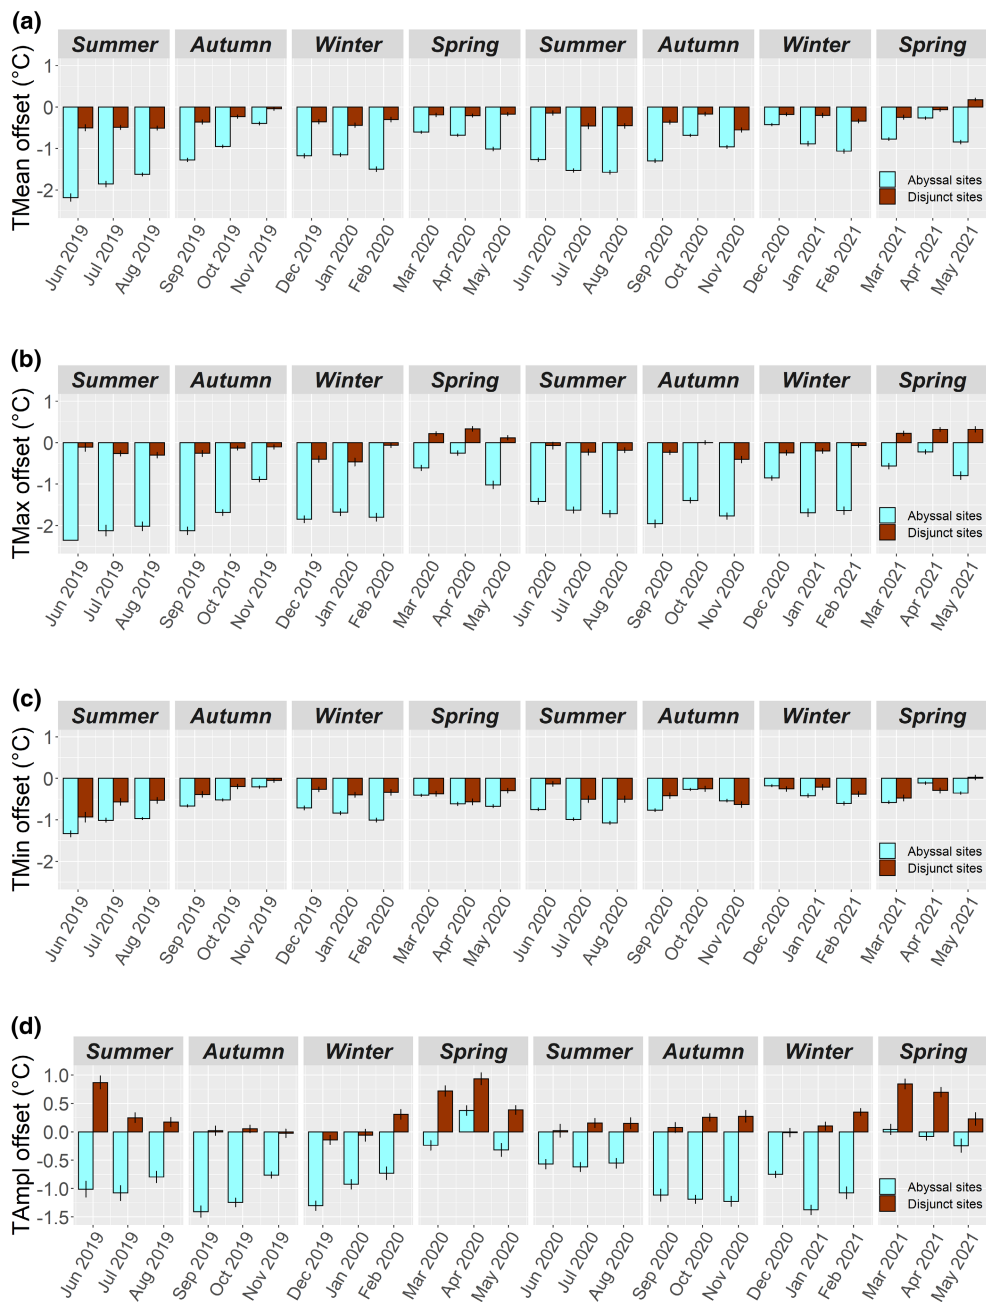 (a)
Summer Autumn Winter Spring Summer Autumn Winter Spring
TMean offset (°C)
1
0
-1
-2
Abyssal sites
Disjunct sites
Jun 2019 Jul 2019 Aug 2019 Sep 2019 Oct 2019 Nov 2019 Dec 2019 Jan 2020 Feb 2020 Mar 2020 Apr 2020 May 2020 Jun 2020 Jul 2020 Aug 2020 Sep 2020 Oct 2020 Nov 2020 Dec 2020 Jan 2021 Feb 2021 Mar 2021 Apr 2021 May 2021
(b)
Summer Autumn Winter Spring Summer Autumn Winter Spring
TMax offset (°C)
1
0
-1
-2
Abyssal sites
Disjunct sites
Jun 2019 Jul 2019 Aug 2019 Sep 2019 Oct 2019 Nov 2019 Dec 2019 Jan 2020 Feb 2020 Mar 2020 Apr 2020 May 2020 Jun 2020 Jul 2020 Aug 2020 Sep 2020 Oct 2020 Nov 2020 Dec 2020 Jan 2021 Feb 2021 Mar 2021 Apr 2021 May 2021
(c)
Summer Autumn Winter Spring Summer Autumn Winter Spring
TMin offset (°C)
1
0
-1
-2
Abyssal sites
Disjunct sites
Jun 2019 Jul 2019 Aug 2019 Sep 2019 Oct 2019 Nov 2019 Dec 2019 Jan 2020 Feb 2020 Mar 2020 Apr 2020 May 2020 Jun 2020 Jul 2020 Aug 2020 Sep 2020 Oct 2020 Nov 2020 Dec 2020 Jan 2021 Feb 2021 Mar 2021 Apr 2021 May 2021
(d)
Summer Autumn Winter Spring Summer Autumn Winter Spring
TAmpl offset (°C)
1.0
0.5
0.0
-0.5
-1.0
-1.5
Abyssal sites
Disjunct sites
Jun 2019 Jul 2019 Aug 2019 Sep 2019 Oct 2019 Nov 2019 Dec 2019 Jan 2020 Feb 2020 Mar 2020 Apr 2020 May 2020 Jun 2020 Jul 2020 Aug 2020 Sep 2020 Oct 2020 Nov 2020 Dec 2020 Jan 2021 Feb 2021 Mar 2021 Apr 2021 May 2021